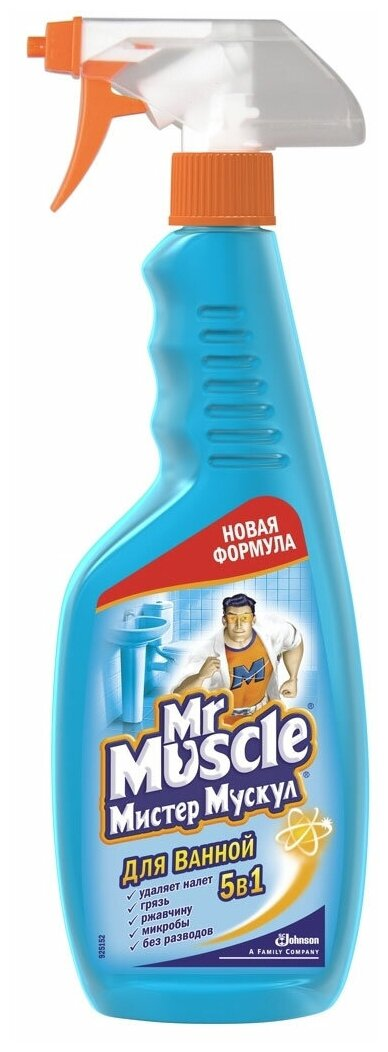 НОВАЯ
ФОРМУЛА
M
Mr
Muscle®
Мистер Мускул®
ДЛЯ ВАННОЙ
5в1
✓ удаляет налет
✓ грязь
✓ ржавчину
✓ микробы
✓ без разводов
925152
SC Johnson
A FAMILY COMPANY